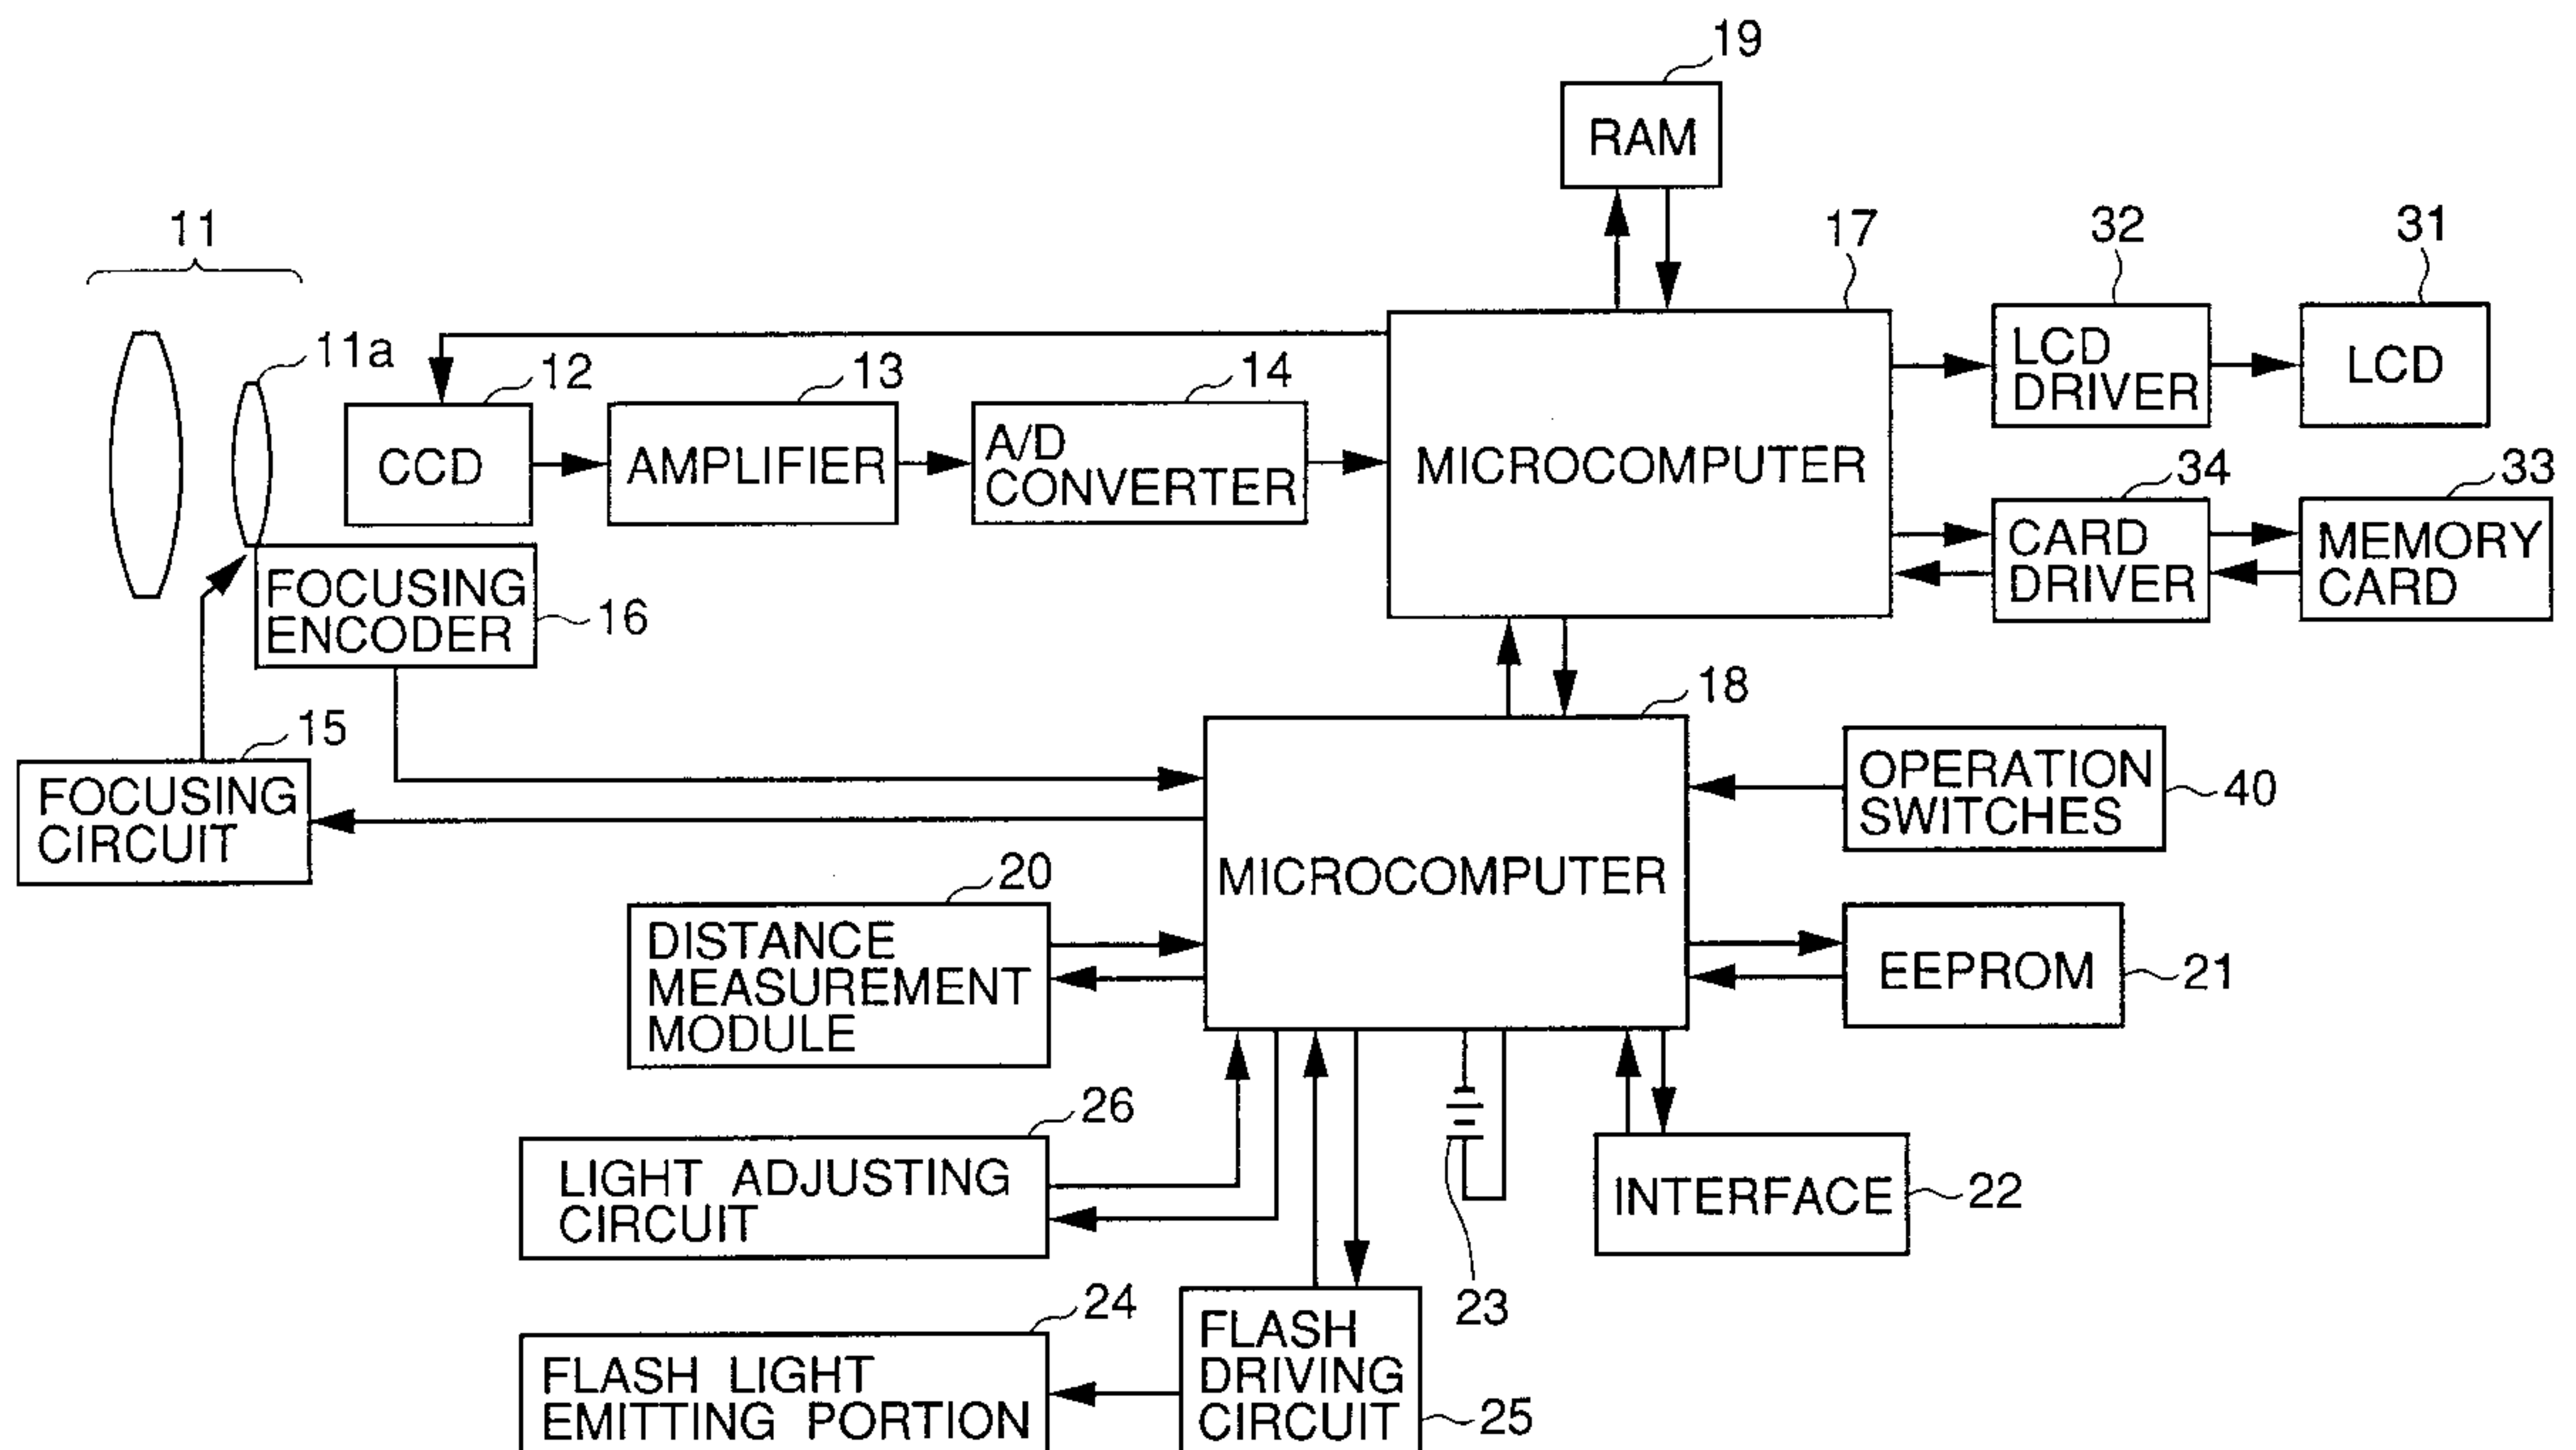 19
RAM
11
17
32
31
11a
12
13
14
LCD
DRIVER
LCD
CCD
AMPLIFIER
A/D
CONVERTER
MICROCOMPUTER
34
33
CARD
DRIVER
MEMORY
CARD
FOCUSING
ENCODER
16
18
15
FOCUSING
CIRCUIT
OPERATION
SWITCHES
40
MICROCOMPUTER
20
DISTANCE
MEASUREMENT
MODULE
EEPROM
21
26
LIGHT ADJUSTING
CIRCUIT
INTERFACE
22
23
24
FLASH LIGHT
EMITTING PORTION
FLASH
DRIVING
CIRCUIT
25